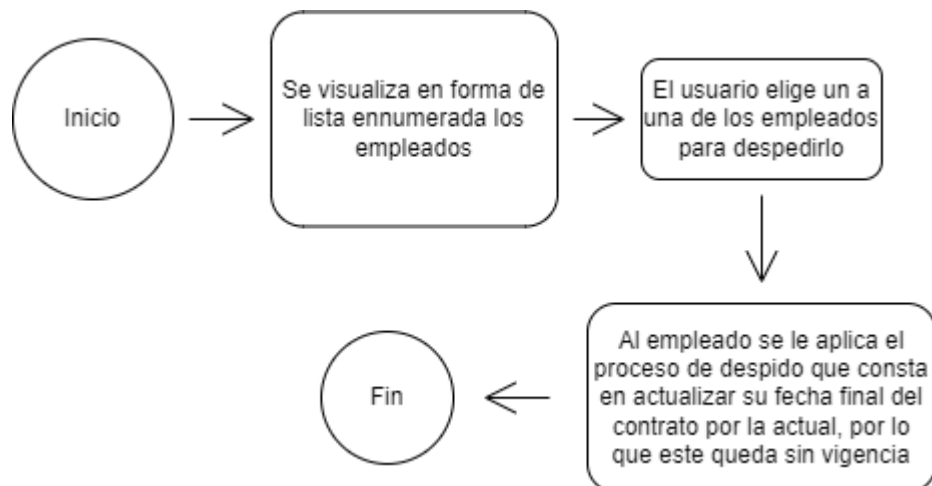 Inicio
Se visualiza en forma de
lista ennumerada los
empleados
El usuario elige un a
una de los empleados
para despedirlo
Al empleado se le aplica el
proceso de despido que consta
en actualizar su fecha final del
contrato por la actual, por lo
que este queda sin vigencia
Fin